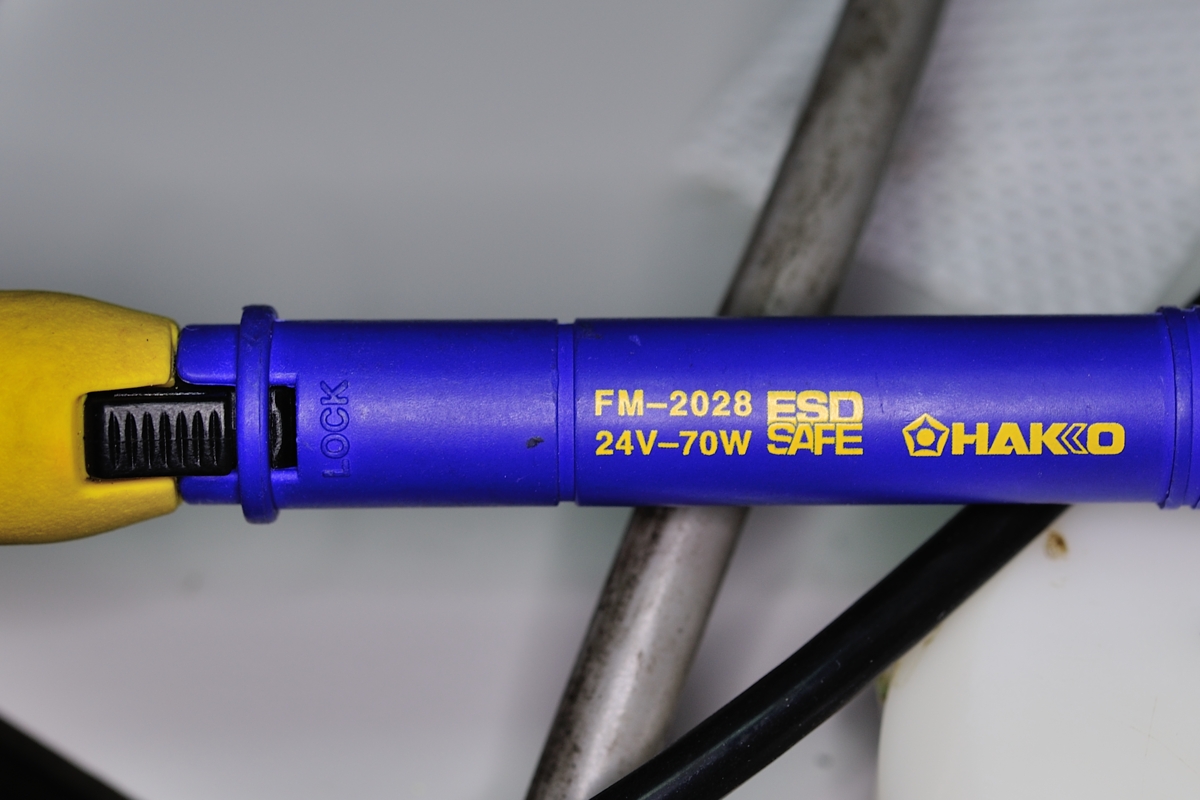 LOCK
FM-2028
24V-70W
ESD
SAFE
HAKKO